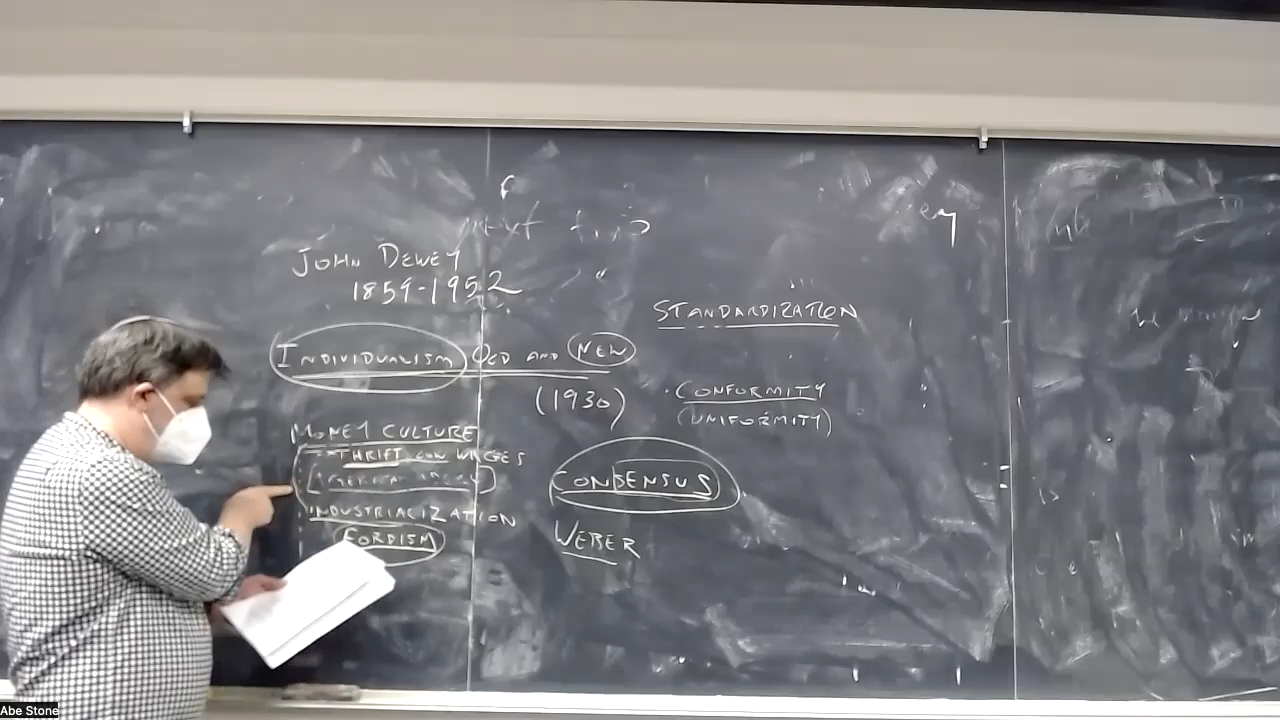 JOHN DEWEY
1859-1952
STANDARDIZATION
INDIVIDUALISM OLD AND NEW
(1930)
CONFORMITY
(UNIFORMITY)
MONEY CULTURE
THRIFT LOW WAGES
INDUSTRIALIZATION
FORDISM
CONSENSUS
WEBER
Abe Stone